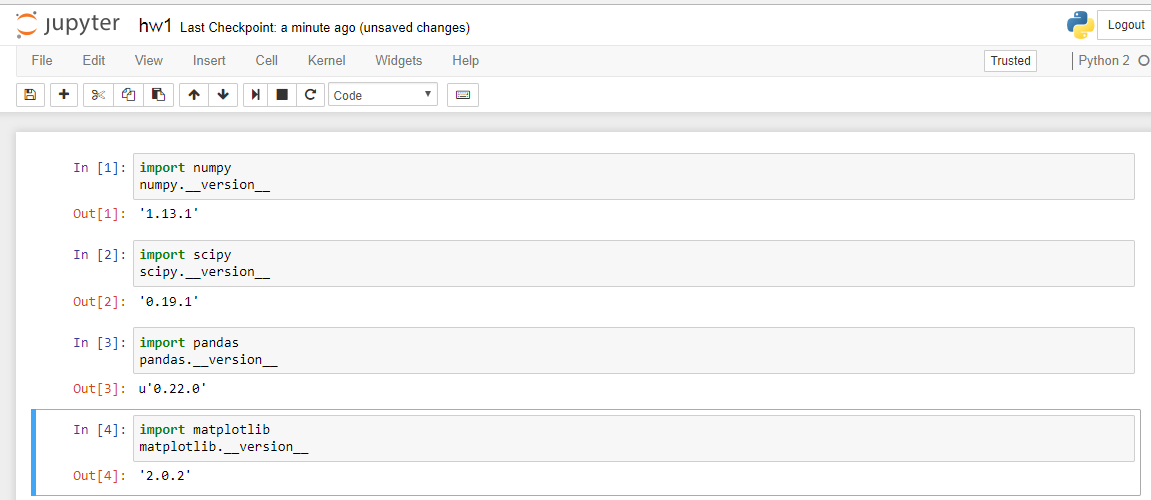 jupyter hw1 Last Checkpoint: a minute ago (unsaved changes) Logout
File Edit View Insert Cell Kernel Widgets Help Trusted Python 2
Code
In [1]: import numpy
numpy.__version__
Out[1]: '1.13.1'
In [2]: import scipy
scipy.__version__
Out[2]: '0.19.1'
In [3]: import pandas
pandas.__version__
Out[3]: u'0.22.0'
In [4]: import matplotlib
matplotlib.__version__
Out[4]: '2.0.2'